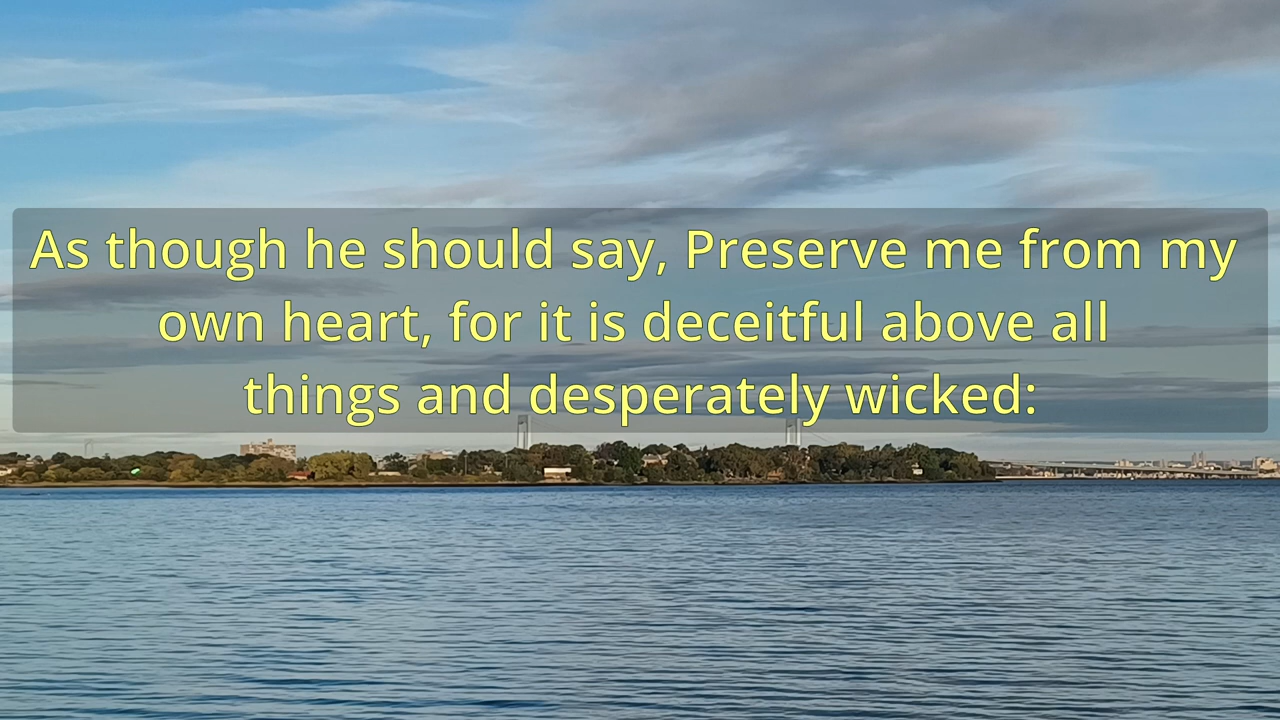 As though he should say, Preserve me from my
own heart, for it is deceitful above all
things and desperately wicked: